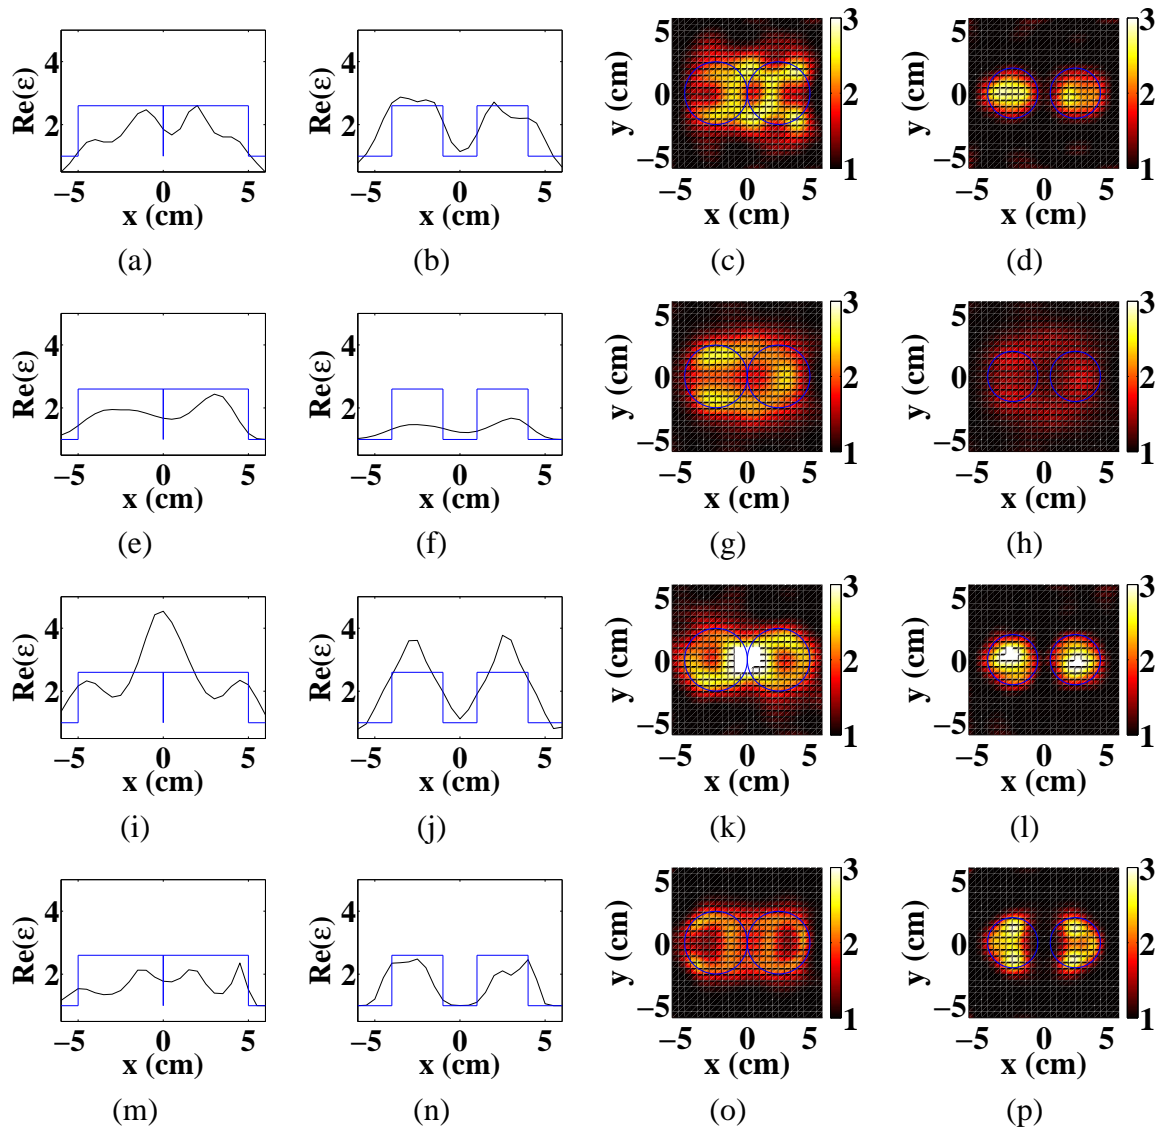 Re(ε) 4 2 −5 0 5 x (cm) (a)
Re(ε) 4 2 −5 0 5 x (cm) (b)
y (cm) 5 0 −5 −5 0 5 x (cm) 3 2 1 (c)
y (cm) 5 0 −5 −5 0 5 x (cm) 3 2 1 (d)
Re(ε) 4 2 −5 0 5 x (cm) (e)
Re(ε) 4 2 −5 0 5 x (cm) (f)
y (cm) 5 0 −5 −5 0 5 x (cm) 3 2 1 (g)
y (cm) 5 0 −5 −5 0 5 x (cm) 3 2 1 (h)
Re(ε) 4 2 −5 0 5 x (cm) (i)
Re(ε) 4 2 −5 0 5 x (cm) (j)
y (cm) 5 0 −5 −5 0 5 x (cm) 3 2 1 (k)
y (cm) 5 0 −5 −5 0 5 x (cm) 3 2 1 (l)
Re(ε) 4 2 −5 0 5 x (cm) (m)
Re(ε) 4 2 −5 0 5 x (cm) (n)
y (cm) 5 0 −5 −5 0 5 x (cm) 3 2 1 (o)
y (cm) 5 0 −5 −5 0 5 x (cm) 3 2 1 (p)